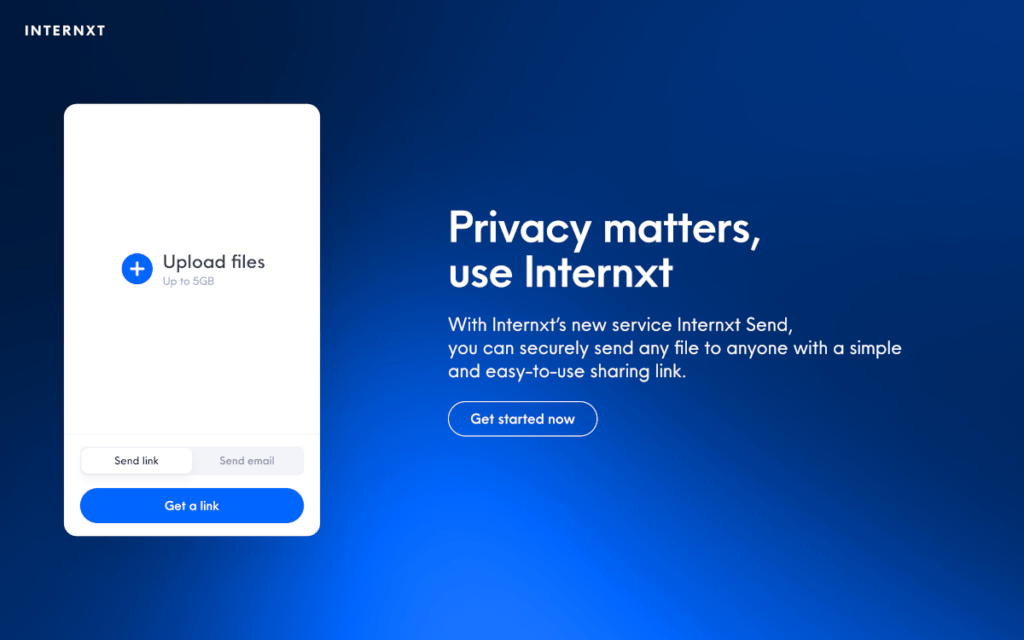 INTERNXT
Upload files
Up to 5GB
Send link
Send email
Get a link
Privacy matters,
use Internxt
With Internxt’s new service Internxt Send,
you can securely send any file to anyone with a simple
and easy-to-use sharing link.
Get started now